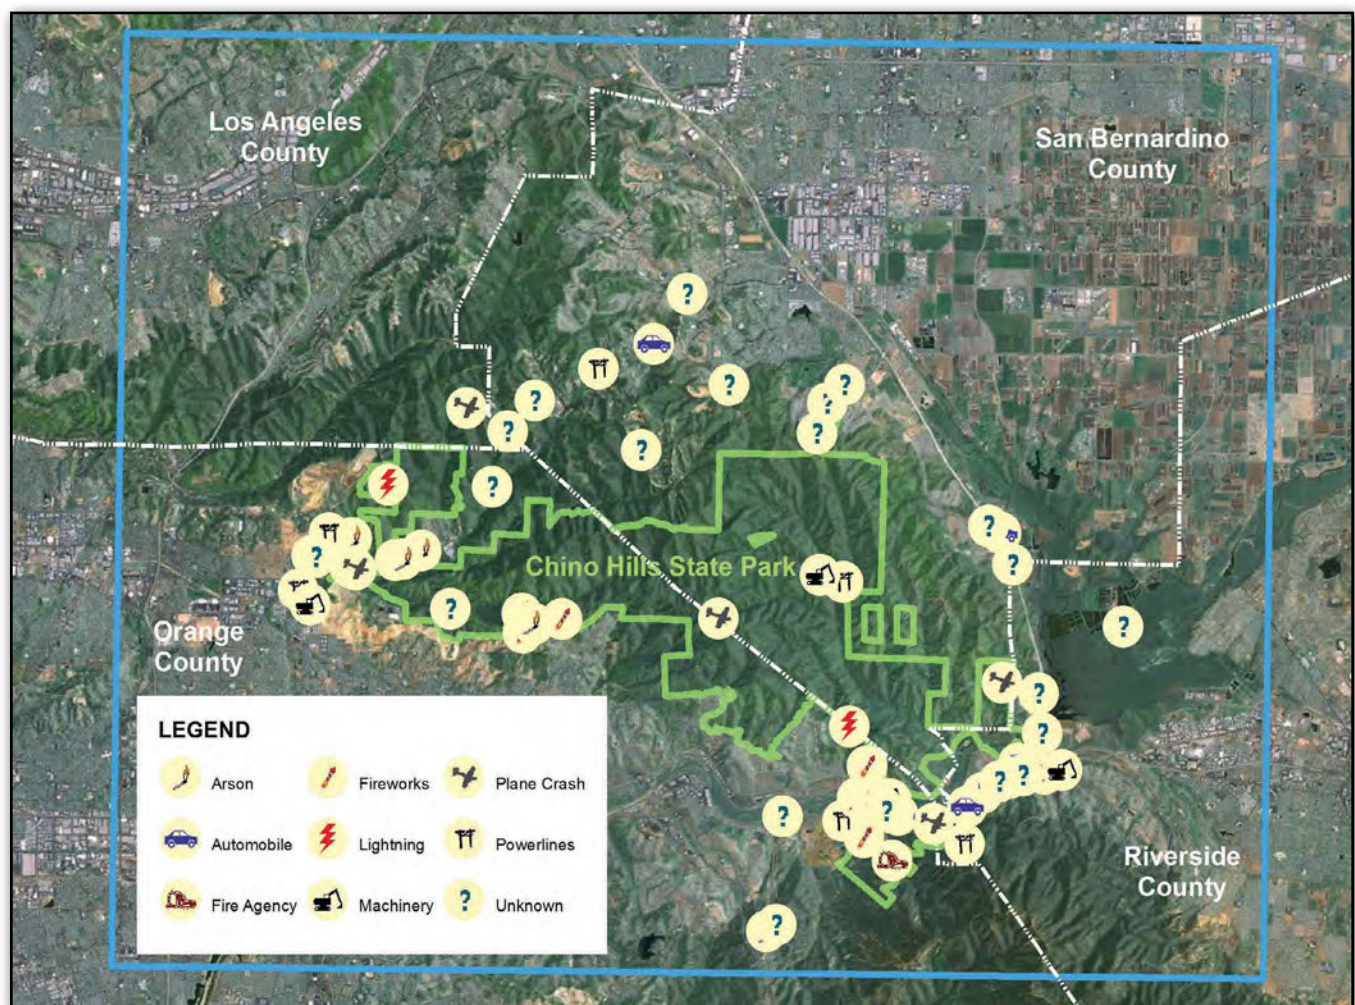 Los Angeles
County
San Bernardino
County
Chino Hills State Park
Orange
County
Riverside
County
LEGEND
Arson
Fireworks
Plane Crash
Automobile
Lightning
Powerlines
Fire Agency
Machinery
Unknown